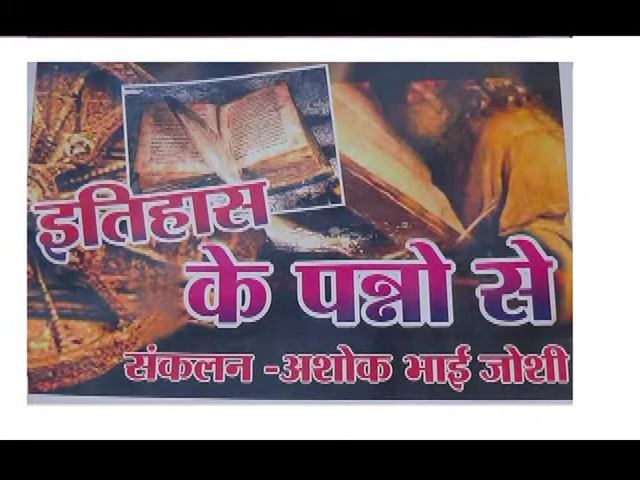 इतिहास
के पन्नो से
संकलन -अशोक भाई जोशी